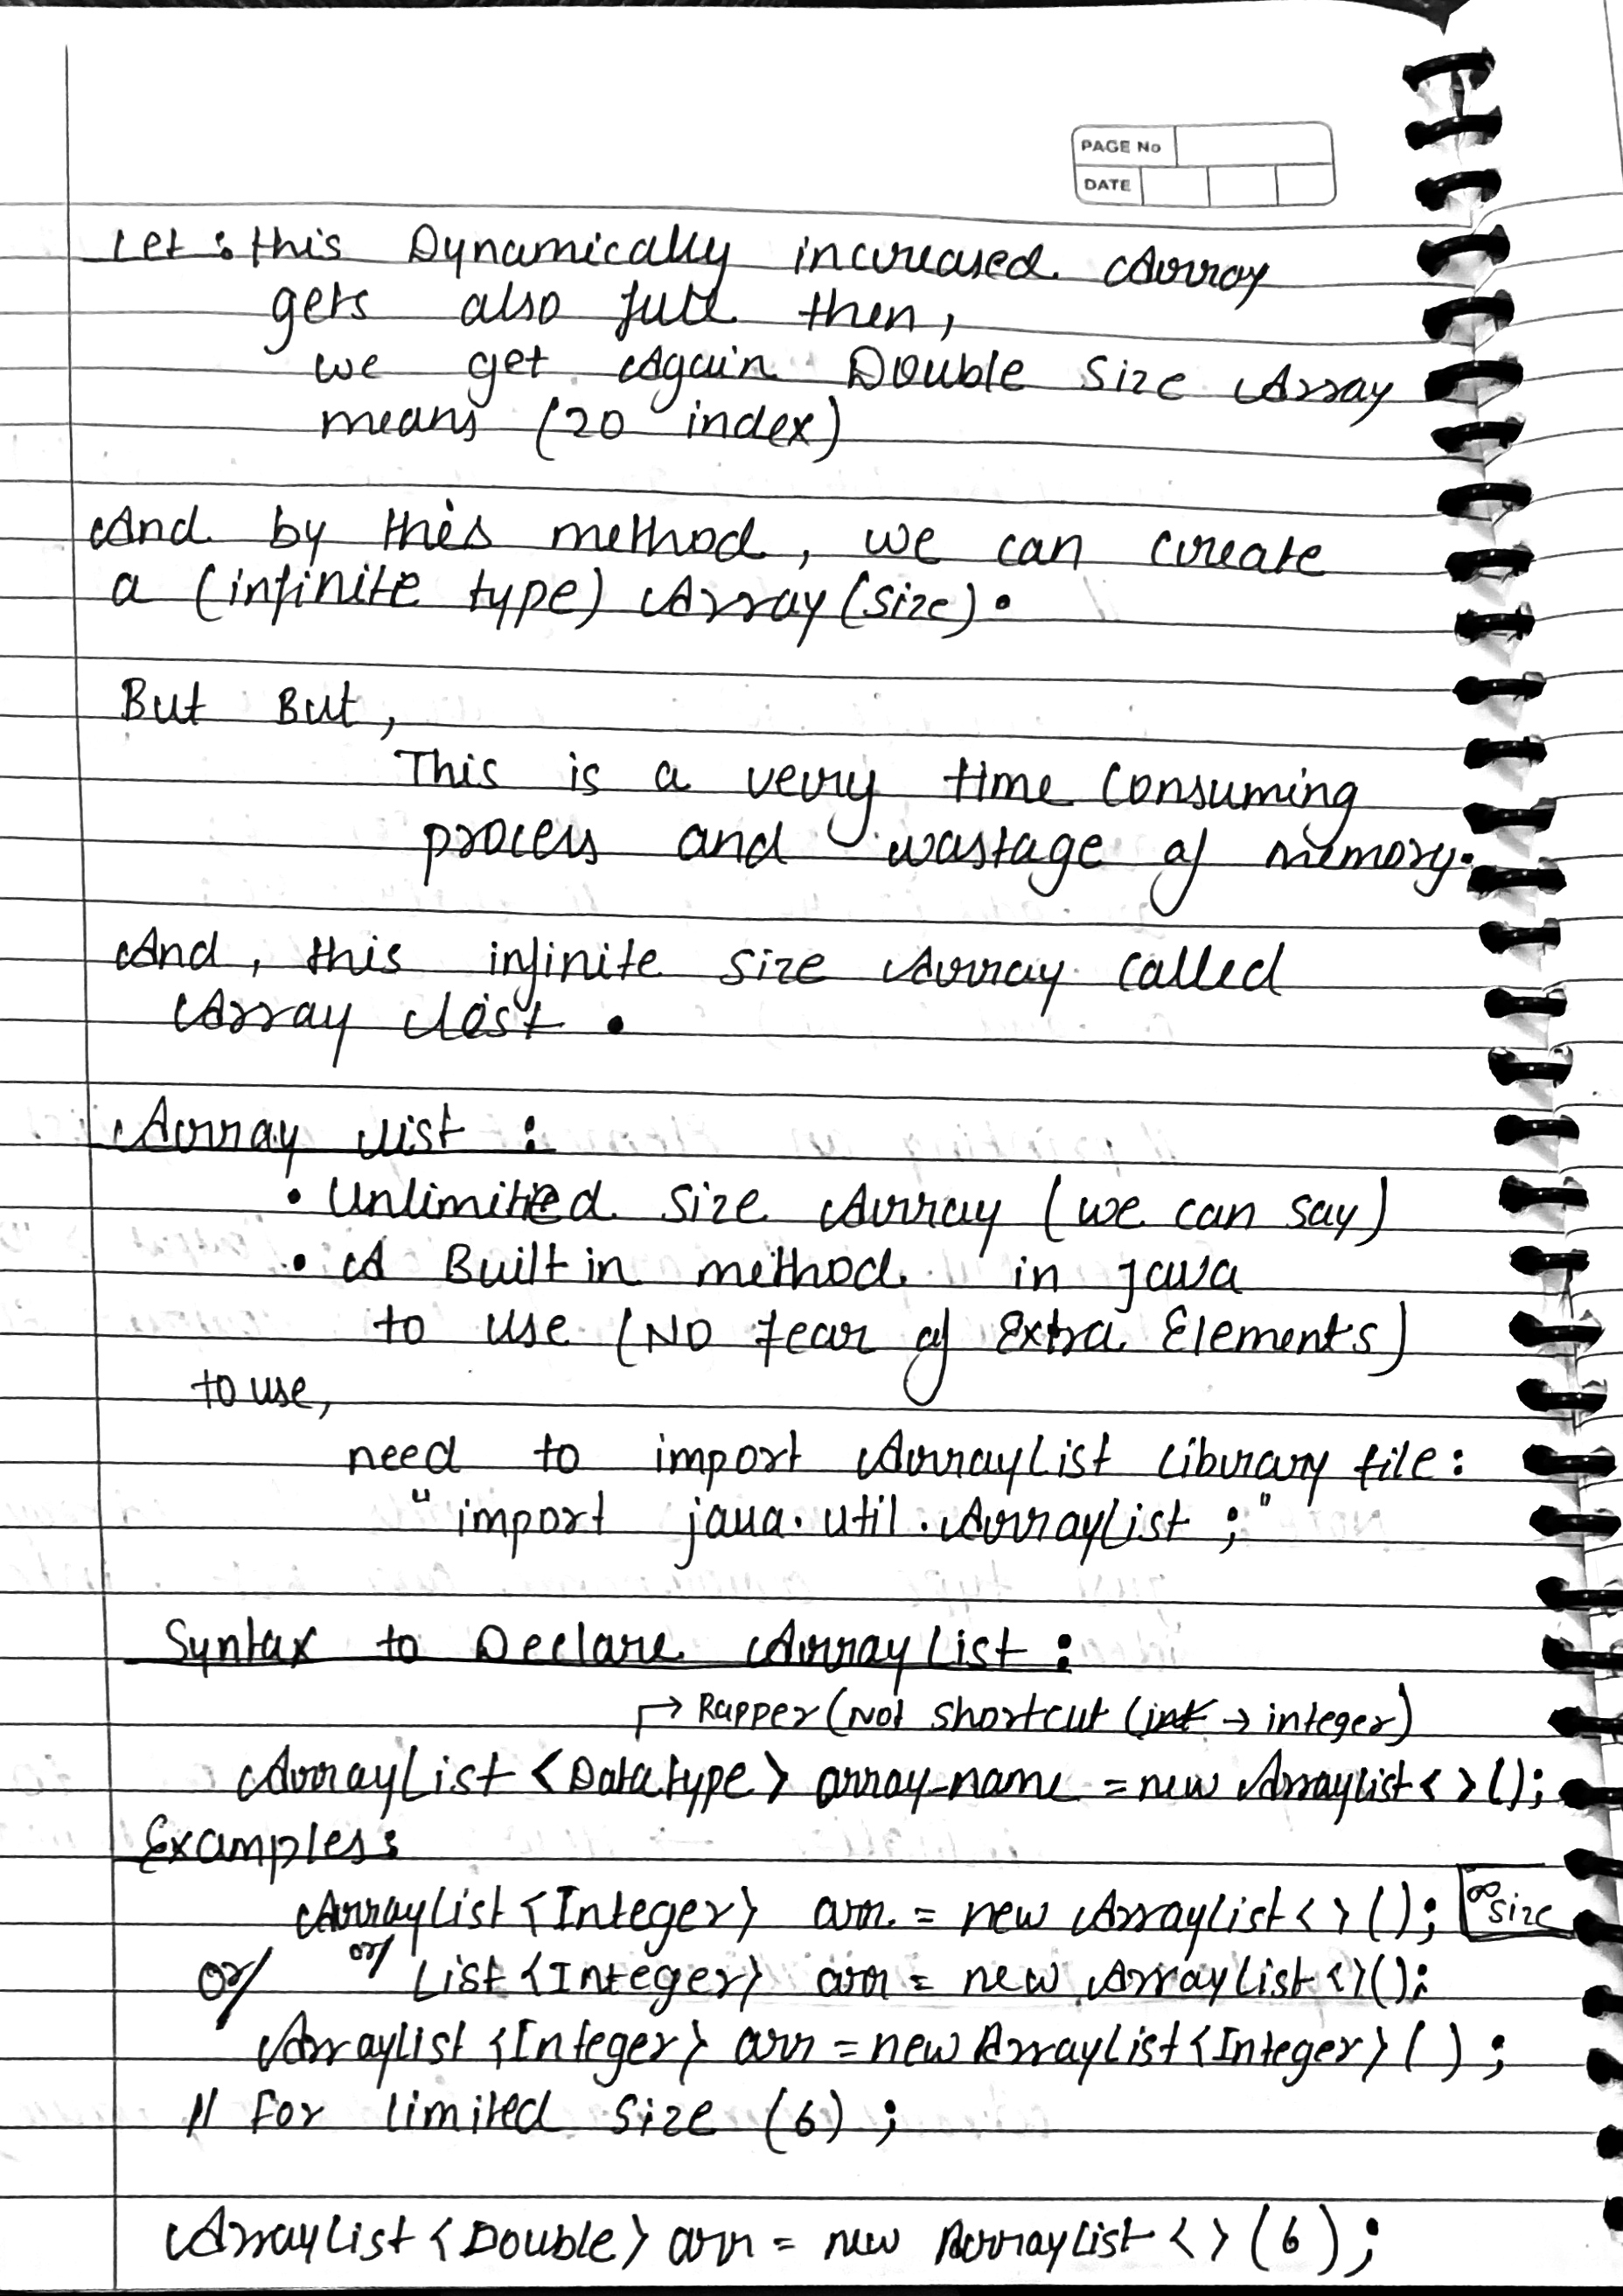 PAGE No
DATE
Let : this Dynamically increased Array
gets also full then,
we get Again Double Size Array
means (20 index)
And by this method, we can create
a (infinite type) Array (size).
But But,
This is a very time consuming
process and wastage of memory.
And, this infinite size Array called
Array List.
Array List :
• Unlimitied size Array (we can say)
• A Built in method in java
to use (NO fear of Extra Elements)
to use,
need to import ArrayList Library file:
"import java.util.ArrayList ;"
Syntax to Declare ArrayList :
→ Rapper (Not shortcut (int → integer)
ArrayList <Datatype> array-name = new Arraylist< >();
Examples:
ArrayList <Integer> arr = new Arraylist< >(); ∞ size
or/ or/ List <Integer> arr = new ArrayList<>();
Arraylist <Integer> arr = new ArrayList <Integer> ( ) ;
// For limited size (6) ;
ArrayList <Double> arr = new ArrayList < > (6) ;